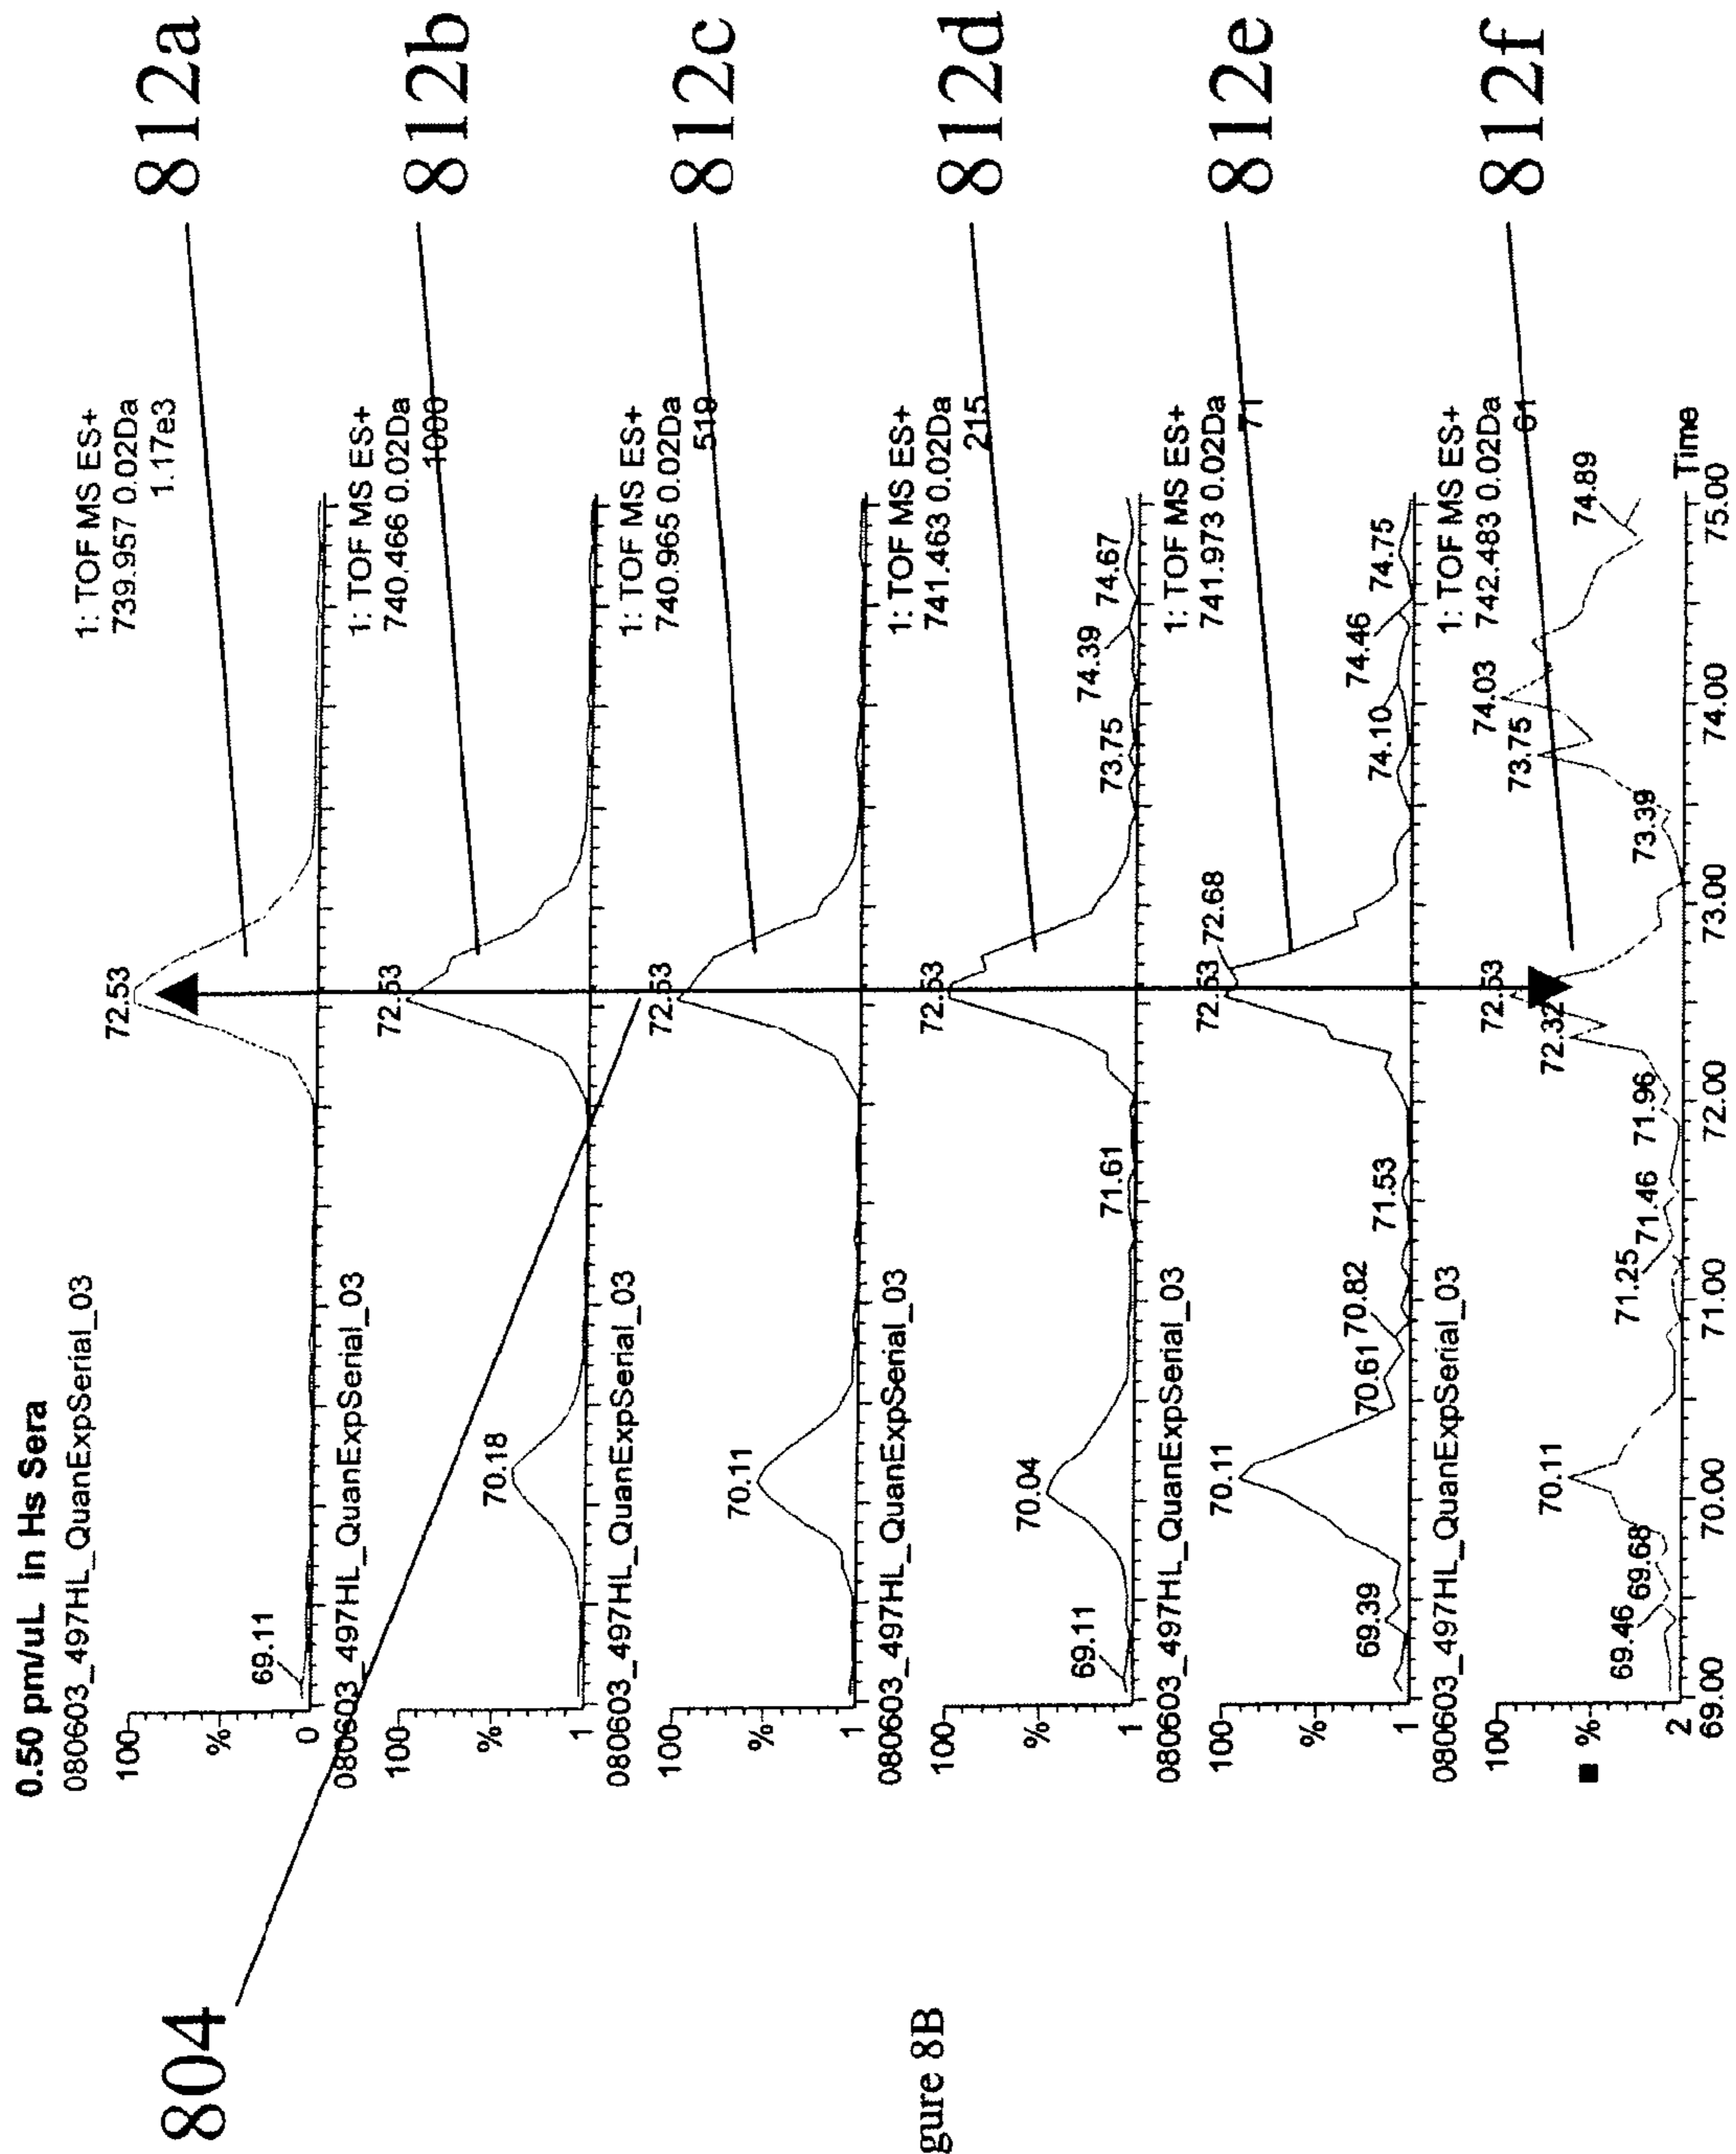 0.50 pm/uL in Hs Sera
080603_497HL_QuanExpSerial_03
1: TOF MS ES+
739.957 0.02Da
1.17e3
812a
100
%
0
69.11
72.53
804
080603_497HL_QuanExpSerial_03
1: TOF MS ES+
740.466 0.02Da
1000
812b
100
%
1
70.18
72.53
080603_497HL_QuanExpSerial_03
1: TOF MS ES+
740.965 0.02Da
519
812c
100
%
1
70.11
72.53
080603_497HL_QuanExpSerial_03
1: TOF MS ES+
741.463 0.02Da
215
812d
100
%
1
69.11
70.04
71.61
72.53
73.75
74.39
74.67
080603_497HL_QuanExpSerial_03
1: TOF MS ES+
741.973 0.02Da
71
812e
100
%
1
69.39
70.11
70.61
70.82
71.53
72.53
72.68
74.10
74.46
74.75
080603_497HL_QuanExpSerial_03
1: TOF MS ES+
742.483 0.02Da
61
812f
100
%
2
69.46
69.68
70.11
71.25
71.46
71.96
72.32
72.53
73.39
73.75
74.03
74.89
Time
69.00 70.00 71.00 72.00 73.00 74.00 75.00
gure 8B